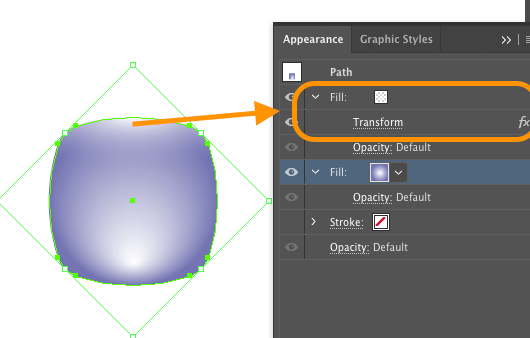 Appearance Graphic Styles
Path
Fill:
Transform fx
Opacity: Default
Fill:
Opacity: Default
Stroke:
Opacity: Default